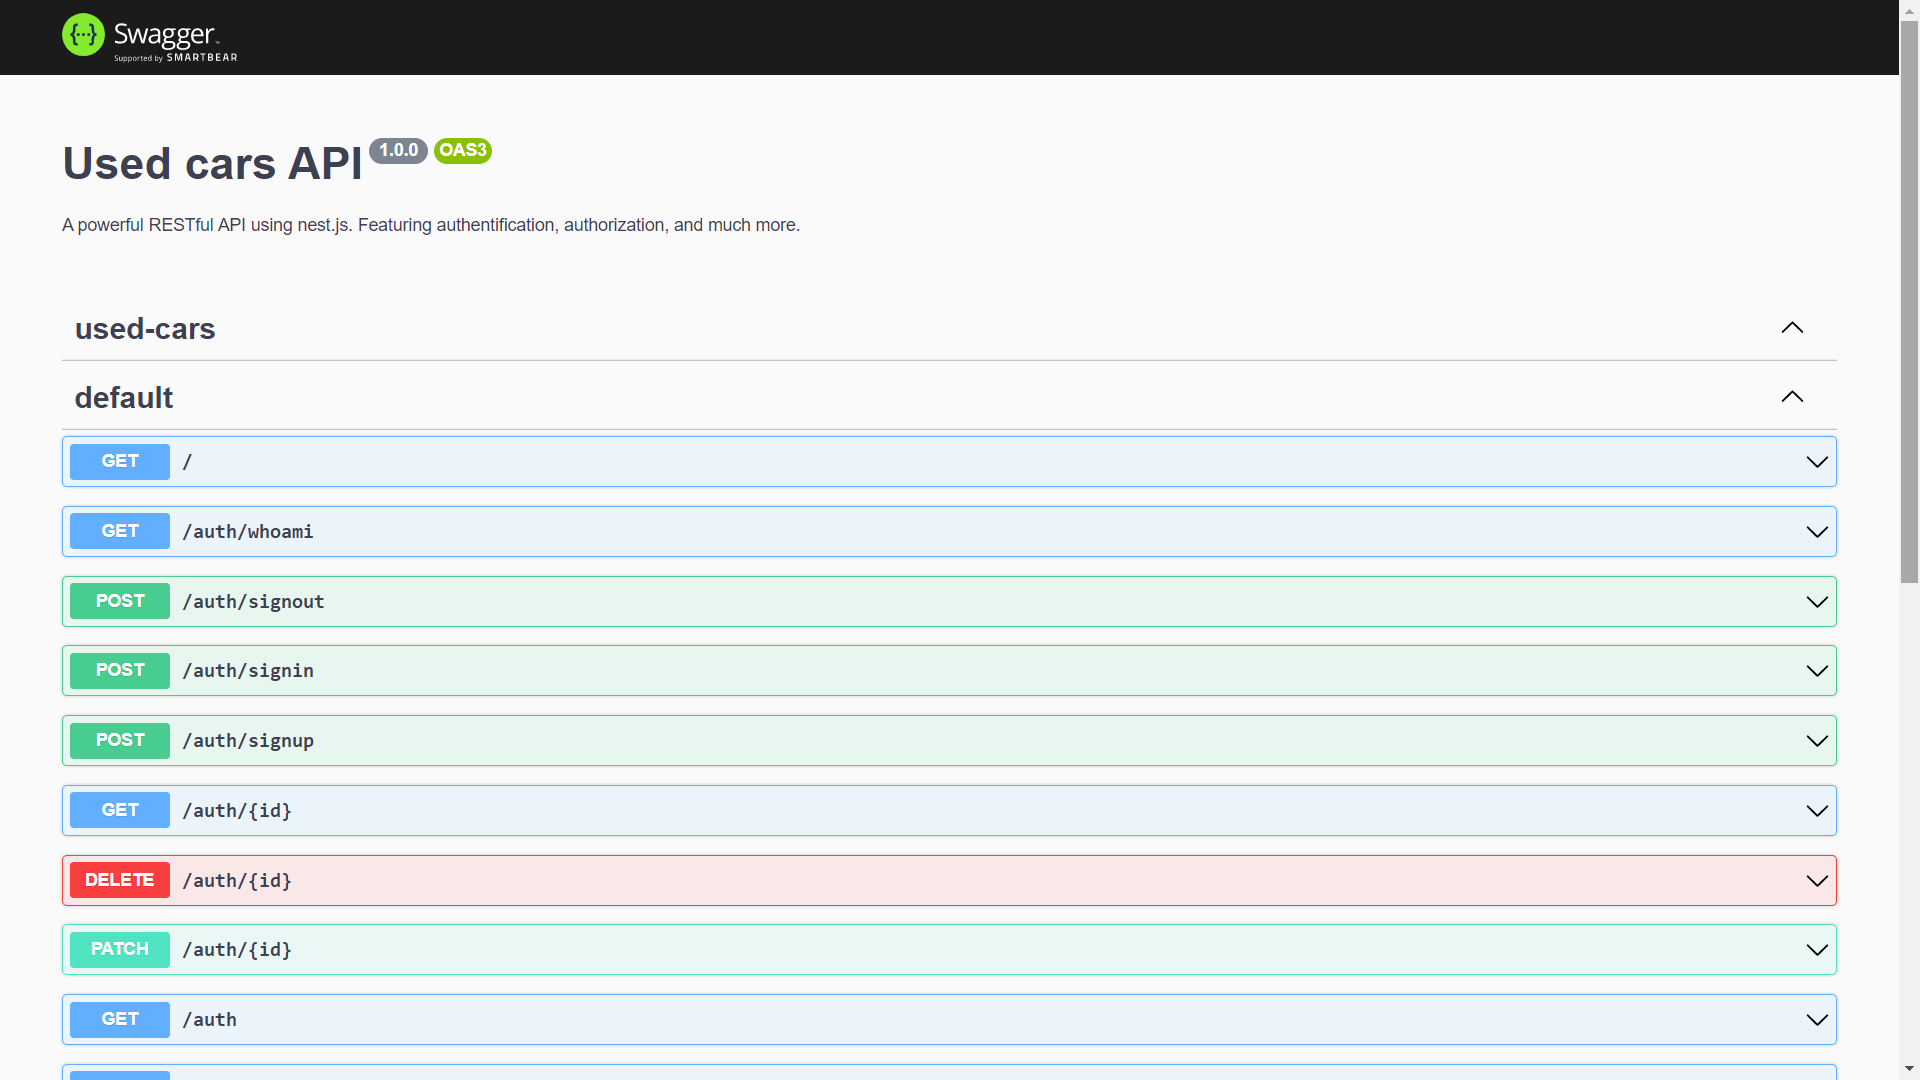 Swagger
Supported by SMARTBEAR
Used cars API 1.0.0 OAS3
A powerful RESTful API using nest.js. Featuring authentification, authorization, and much more.
used-cars
default
GET /
GET /auth/whoami
POST /auth/signout
POST /auth/signin
POST /auth/signup
GET /auth/{id}
DELETE /auth/{id}
PATCH /auth/{id}
GET /auth